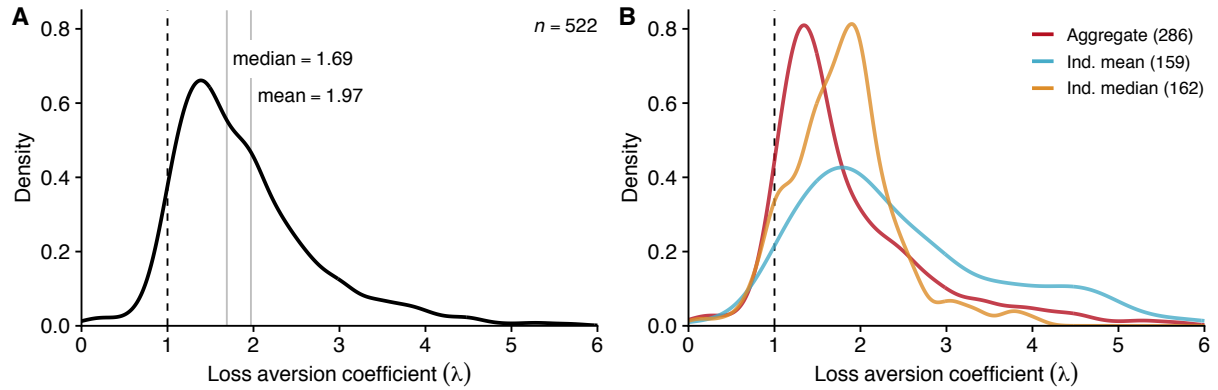 A
n = 522
median = 1.69
mean = 1.97
Density
0.8
0.6
0.4
0.2
0.0
0 1 2 3 4 5 6
Loss aversion coefficient (λ)
B
Aggregate (286)
Ind. mean (159)
Ind. median (162)
Density
0.8
0.6
0.4
0.2
0.0
0 1 2 3 4 5 6
Loss aversion coefficient (λ)